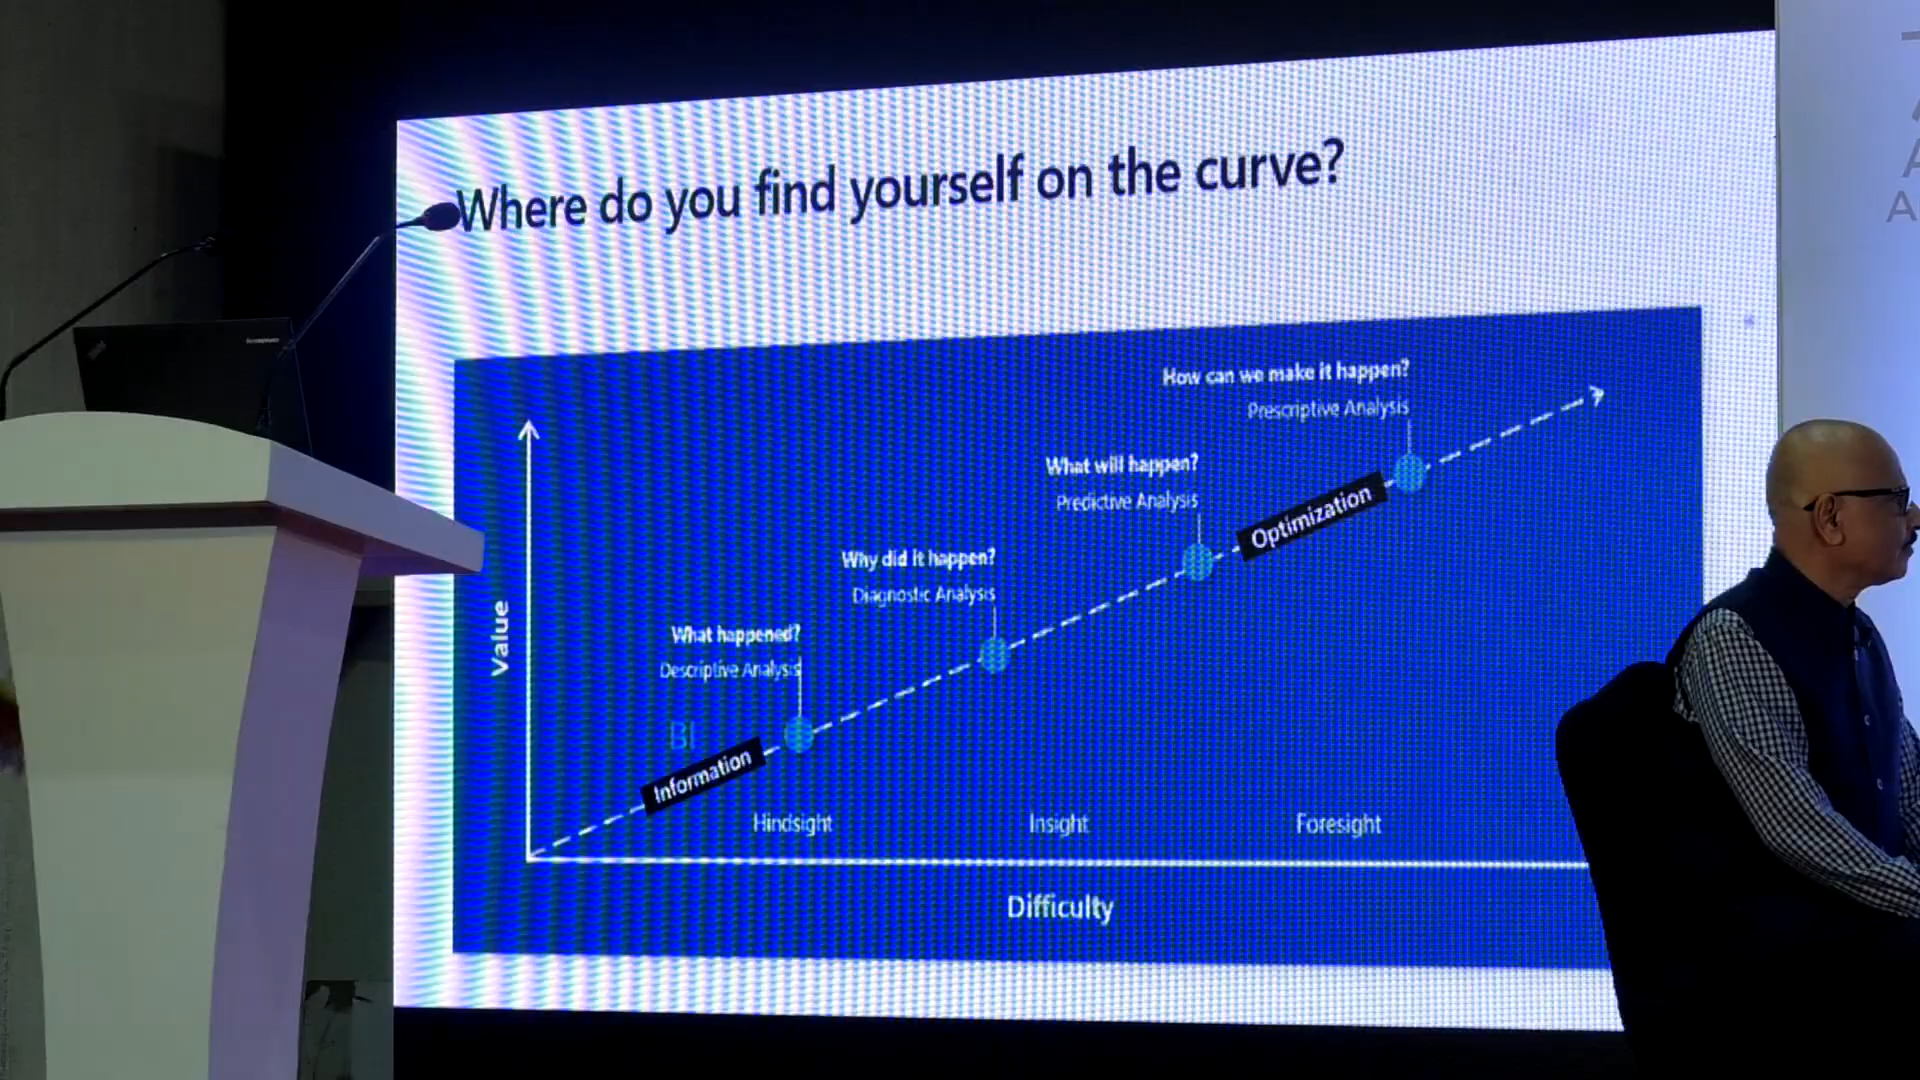 Where do you find yourself on the curve?
How can we make it happen?
Prescriptive Analysis
What will happen?
Predictive Analysis
Optimization
Why did it happen?
Diagnostic Analysis
What happened?
Descriptive Analysis
Value
BI
Information
Hindsight
Insight
Foresight
Difficulty